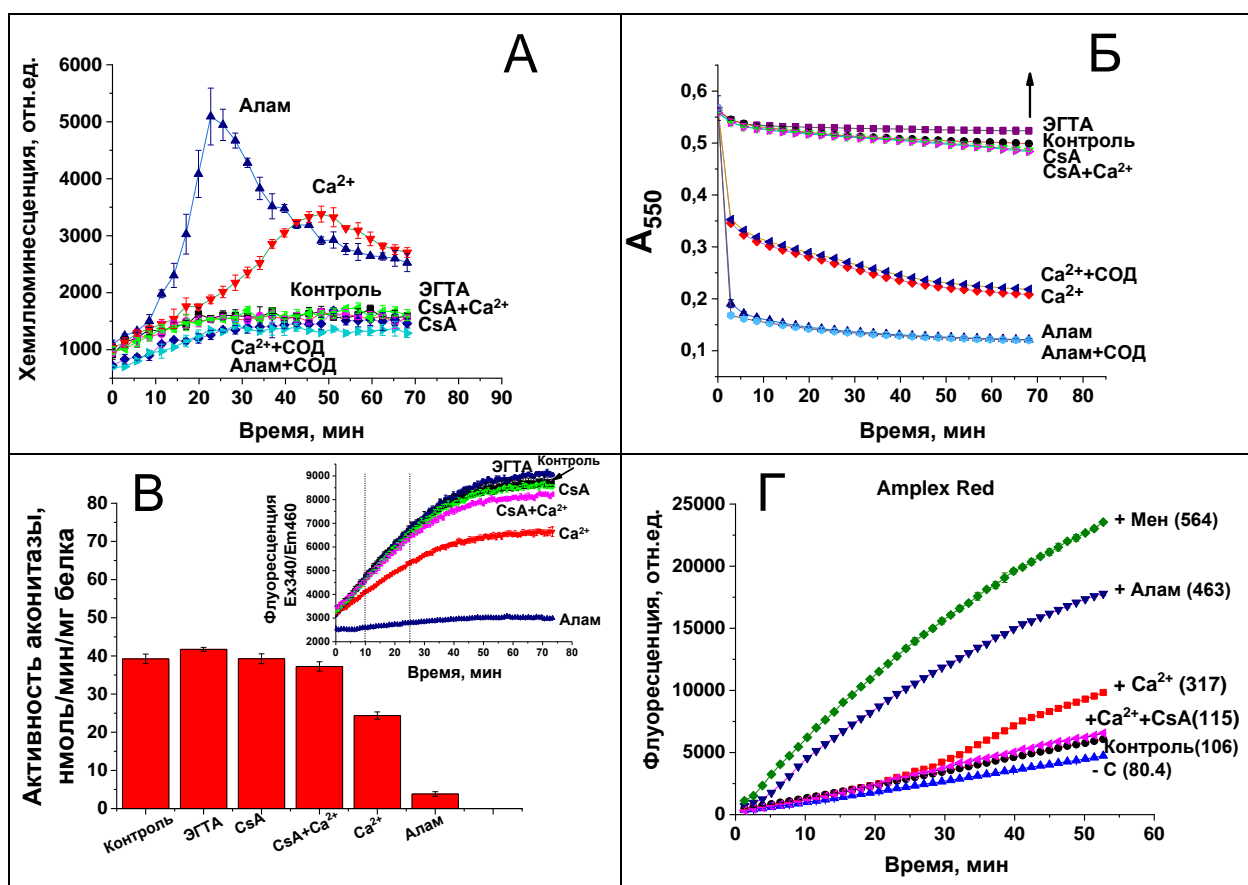 А
Хемилюминесценция, отн.ед.
6000
5000
4000
3000
2000
1000
Алам
Ca²⁺
Контроль
ЭГТА
CsA+Ca²⁺
CsA
Ca²⁺+СОД
Алам+СОД
0 10 20 30 40 50 60 70 80 90
Время, мин
Б
A₅₅₀
0,6
0,5
0,4
0,3
0,2
0,1
ЭГТА
Контроль
CsA
CsA+Ca²⁺
Ca²⁺+СОД
Ca²⁺
Алам
Алам+СОД
0 10 20 30 40 50 60 70 80
Время, мин
В
Активность аконитазы,
нмоль/мин/мг белка
80
70
60
50
40
30
20
10
0
Контроль
ЭГТА
CsA
CsA+Ca²⁺
Ca²⁺
Алам
Флуоресценция
Ex340/Em460
9000
8000
7000
6000
5000
4000
3000
2000
ЭГТА
Контроль
CsA
CsA+Ca²⁺
Ca²⁺
Алам
0 10 20 30 40 50 60 70 80
Время, мин
Г
Amplex Red
Флуоресценция, отн.ед.
25000
20000
15000
10000
5000
0
+ Мен (564)
+ Алам (463)
+ Ca²⁺ (317)
+Ca²⁺+CsA(115)
Контроль(106)
- С (80.4)
0 10 20 30 40 50 60
Время, мин